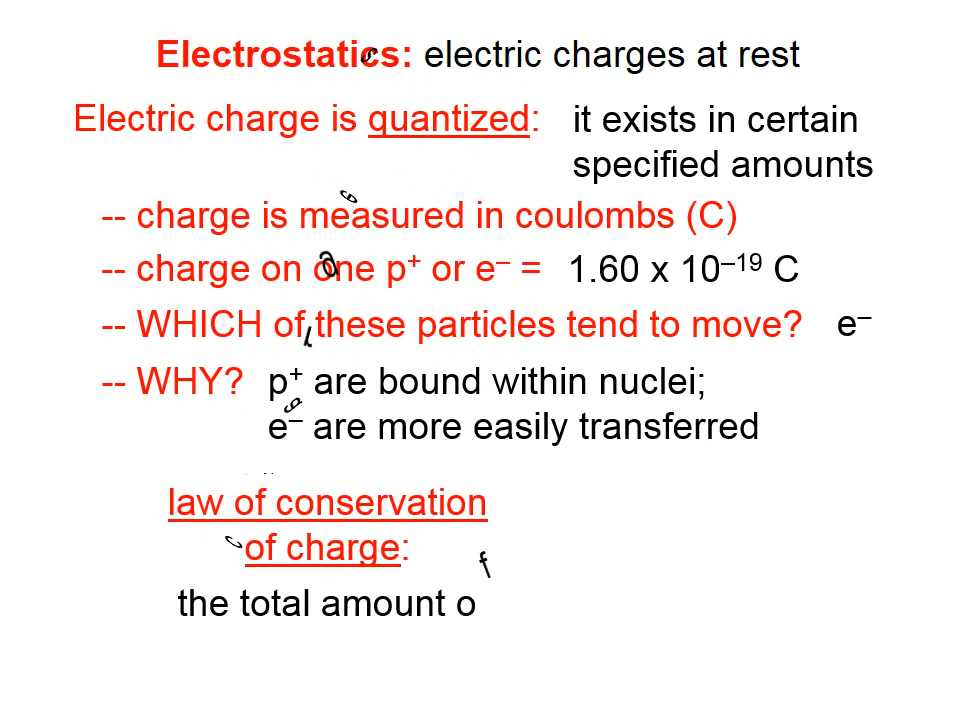 Electrostatics: electric charges at rest
Electric charge is quantized: it exists in certain
specified amounts
-- charge is measured in coulombs (C)
-- charge on one p⁺ or e⁻ = 1.60 x 10⁻¹⁹ C
-- WHICH of these particles tend to move? e⁻
-- WHY? p⁺ are bound within nuclei;
e⁻ are more easily transferred
law of conservation
of charge:
the total amount o